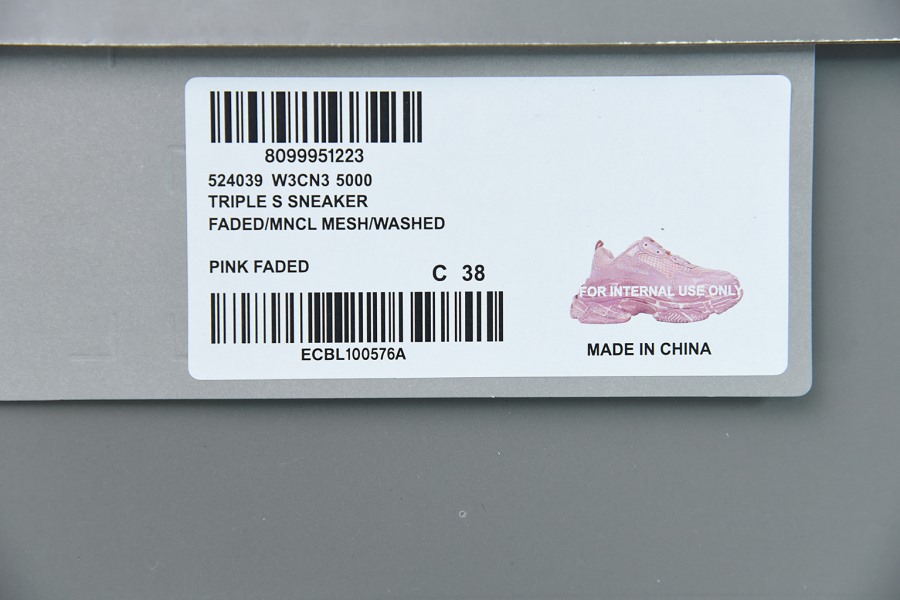 8099951223
524039 W3CN3 5000
TRIPLE S SNEAKER
FADED/MNCL MESH/WASHED
PINK FADED
C 38
ECBL100576A
FOR INTERNAL USE ONLY
MADE IN CHINA